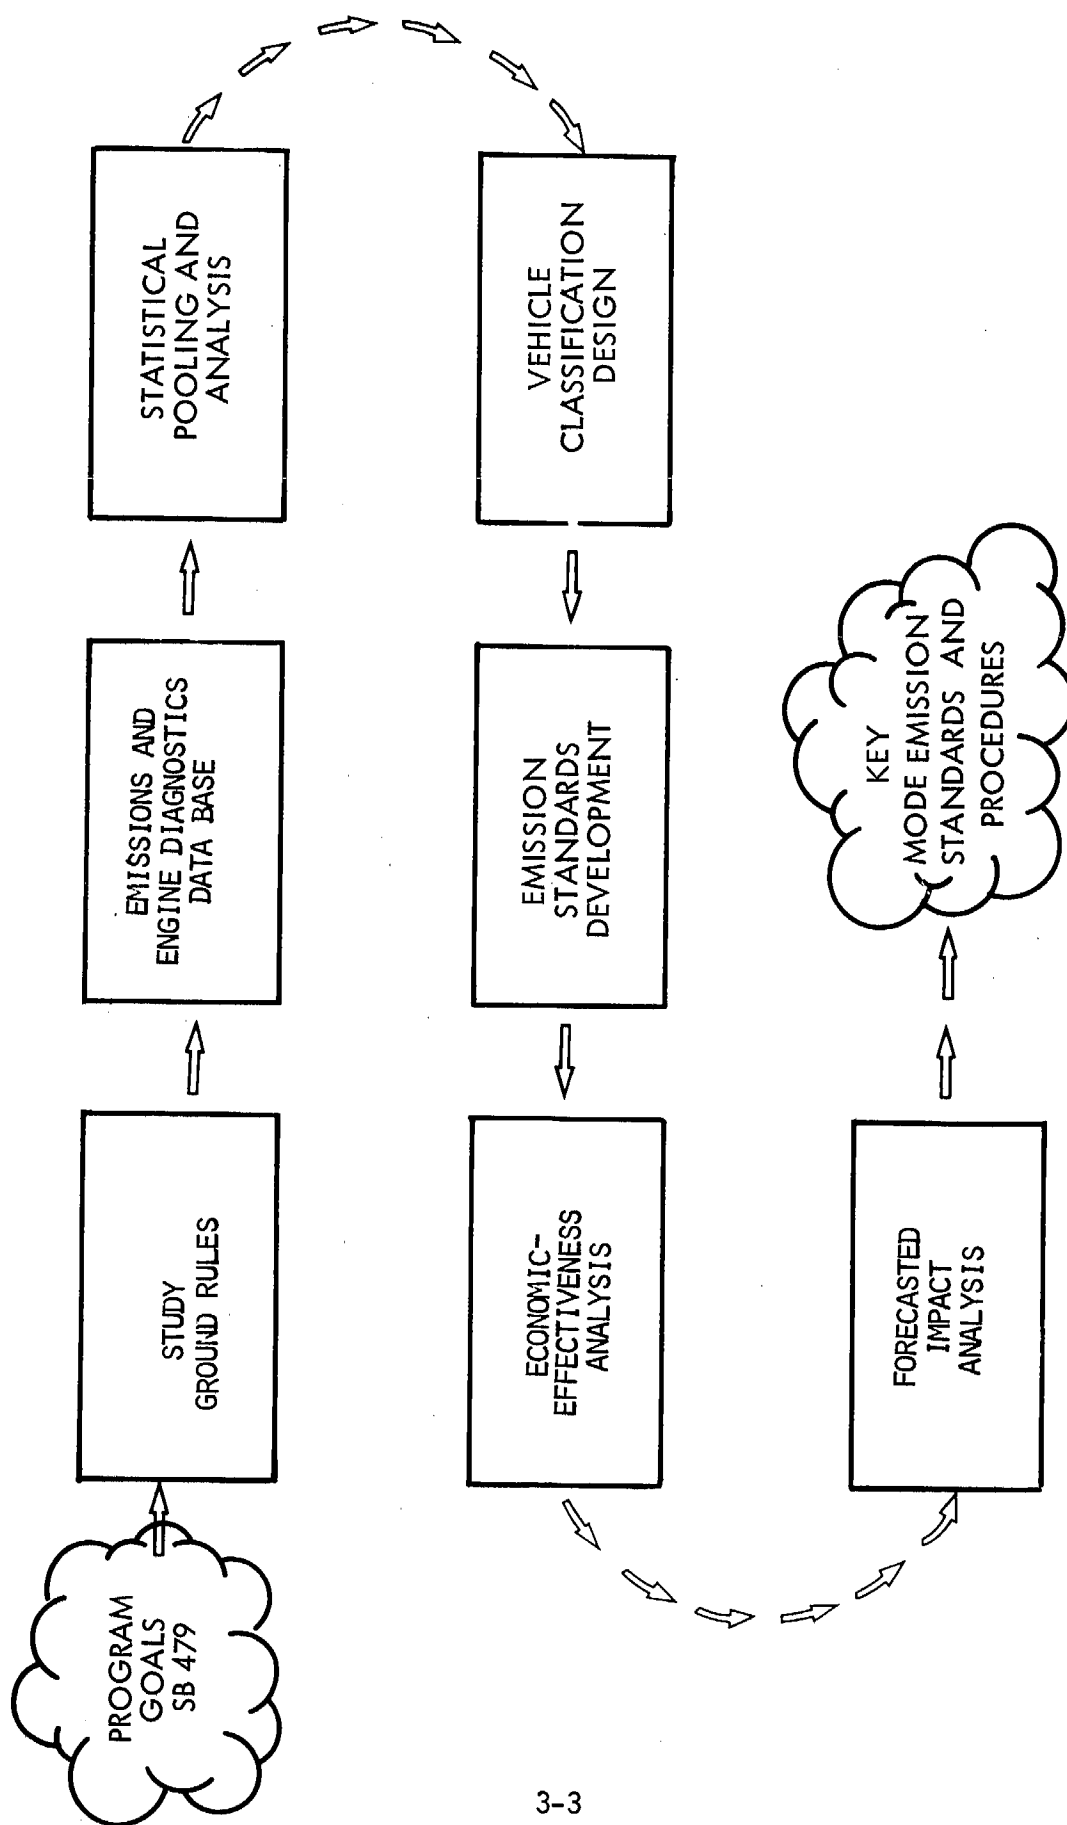 PROGRAM
GOALS
SB 479
STUDY
GROUND RULES
EMISSIONS AND
ENGINE DIAGNOSTICS
DATA BASE
STATISTICAL
POOLING AND
ANALYSIS
VEHICLE
CLASSIFICATION
DESIGN
EMISSION
STANDARDS
DEVELOPMENT
ECONOMIC-
EFFECTIVENESS
ANALYSIS
FORECASTED
IMPACT
ANALYSIS
KEY
MODE EMISSION
STANDARDS AND
PROCEDURES
3-3